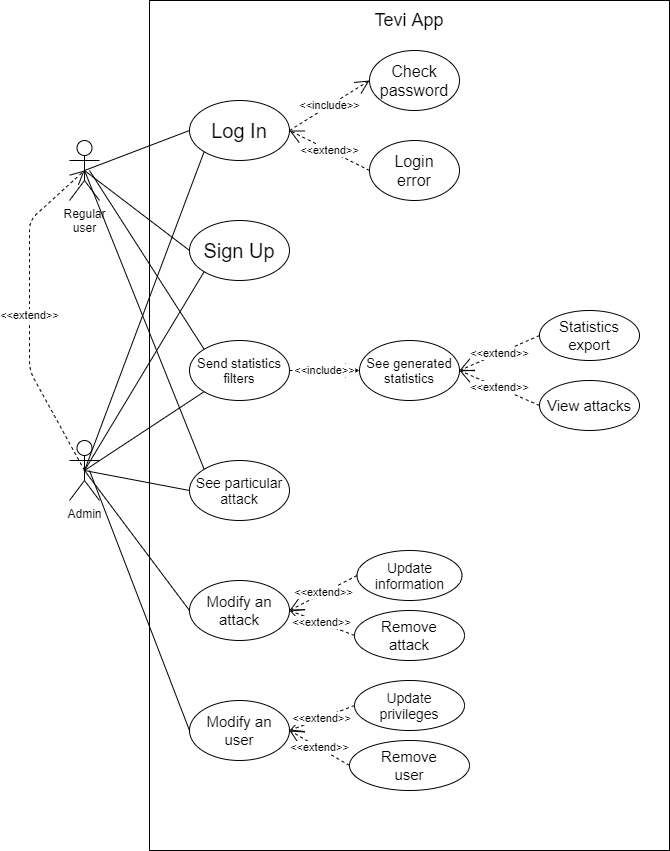 Tevi App
Check
password
<<include>>
Log In
<<extend>>
Login
error
Regular
user
Sign Up
<<extend>>
Statistics
export
Send statistics
filters
<<include>>
See generated
statistics
<<extend>>
<<extend>>
View attacks
See particular
attack
Admin
Update
information
<<extend>>
Modify an
attack
<<extend>>
Remove
attack
Update
privileges
<<extend>>
Modify an
user
<<extend>>
Remove
user